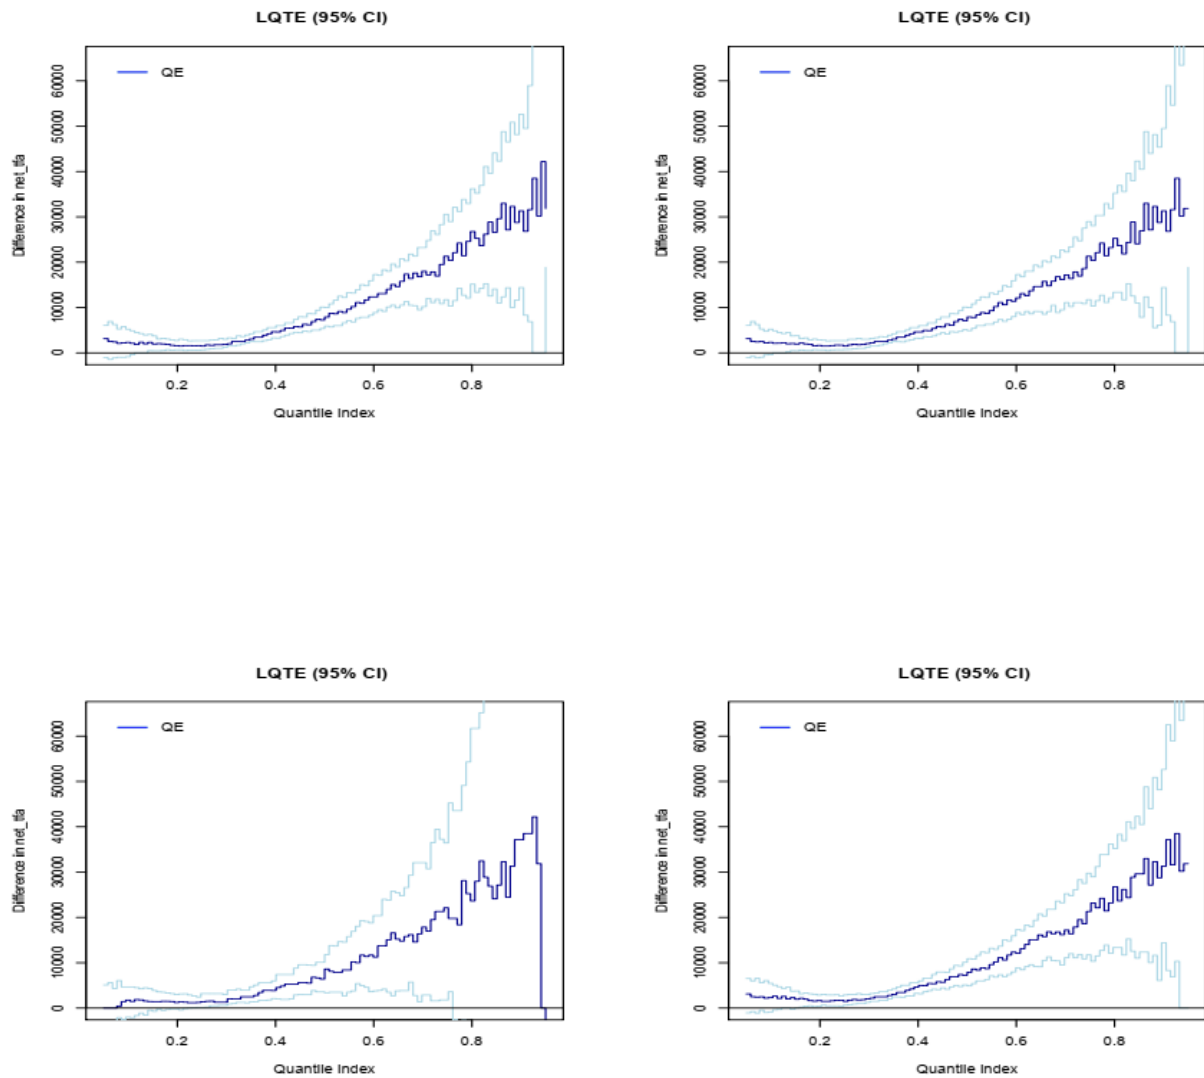 LQTE (95% CI)
QE
60000
50000
40000
30000
20000
10000
0
Difference in net_tfa
0.2 0.4 0.6 0.8
Quantile Index
LQTE (95% CI)
QE
60000
50000
40000
30000
20000
10000
0
Difference in net_tfa
0.2 0.4 0.6 0.8
Quantile Index
LQTE (95% CI)
QE
60000
50000
40000
30000
20000
10000
0
Difference in net_tfa
0.2 0.4 0.6 0.8
Quantile Index
LQTE (95% CI)
QE
60000
50000
40000
30000
20000
10000
0
Difference in net_tfa
0.2 0.4 0.6 0.8
Quantile Index